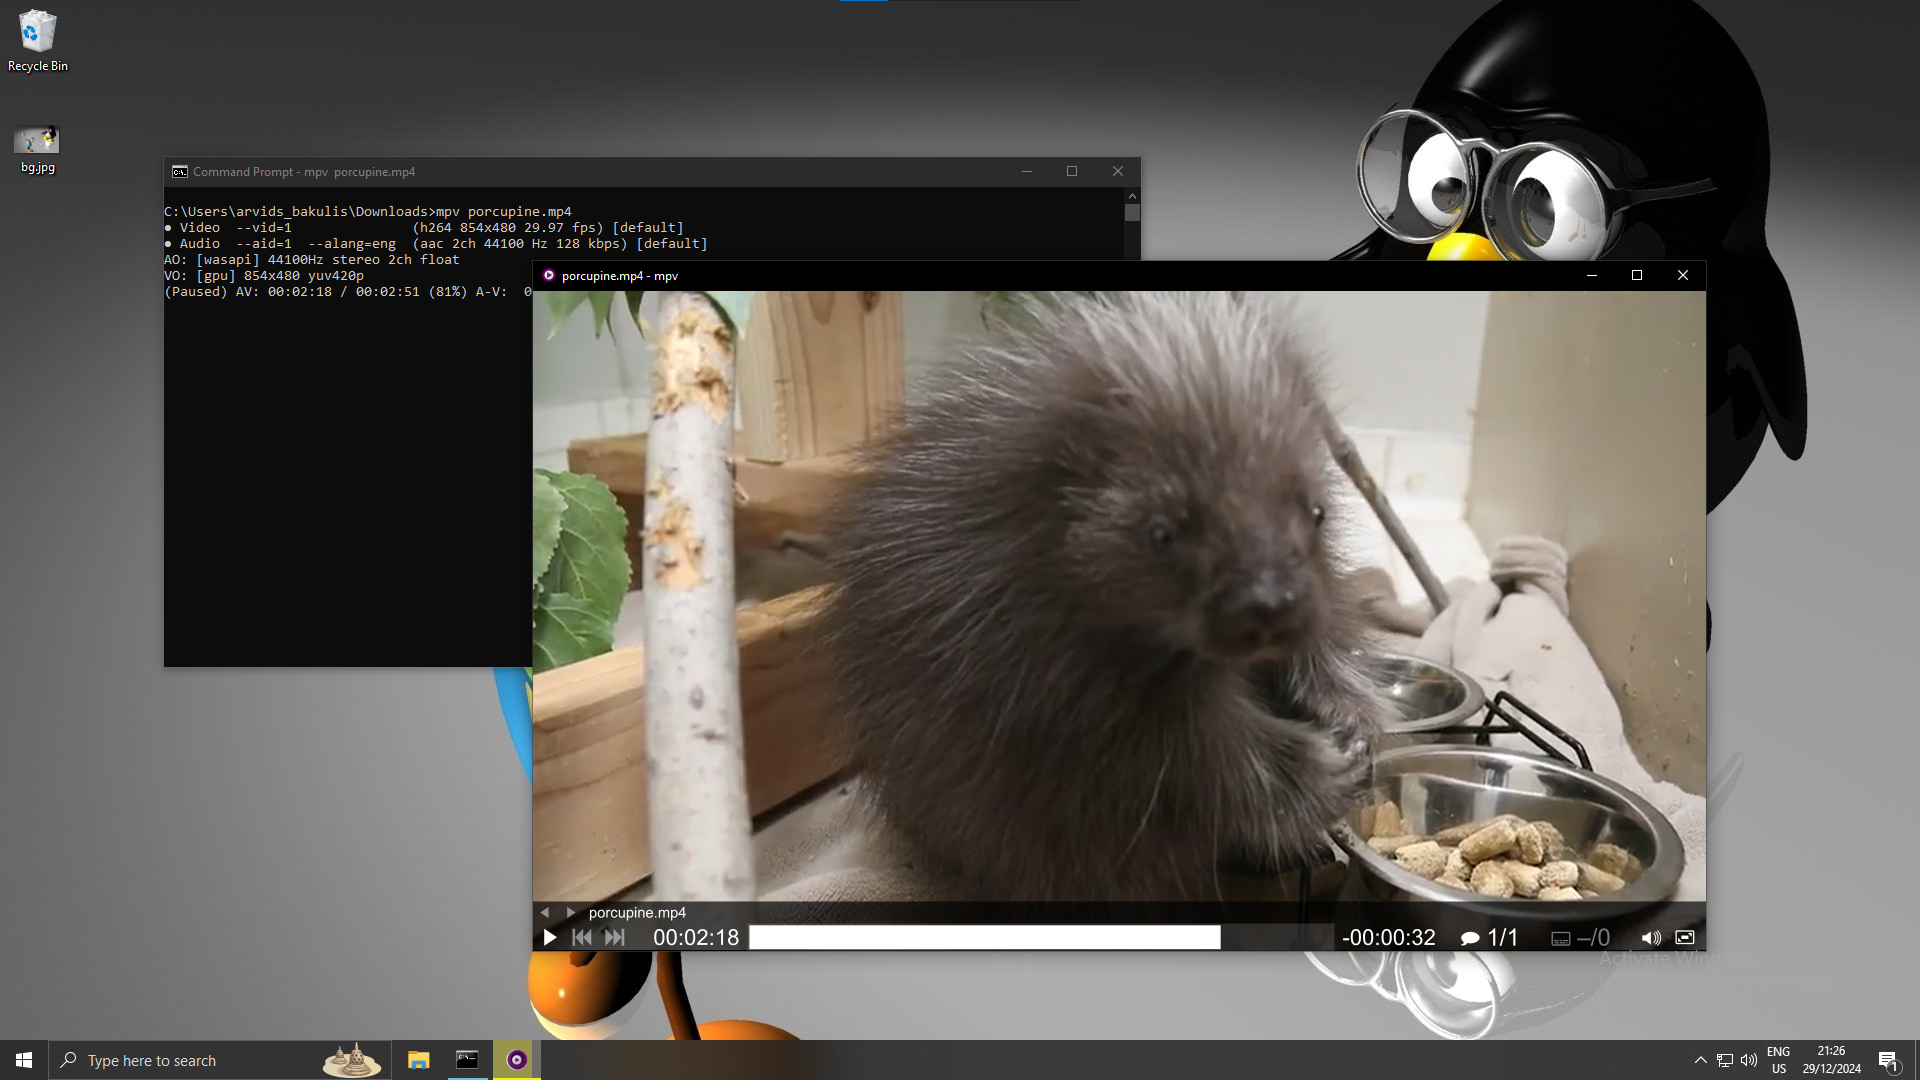 Recycle Bin
bg.jpg
Command Prompt - mpv  porcupine.mp4
C:\Users\arvids_bakulis\Downloads>mpv porcupine.mp4
● Video  --vid=1               (h264 854x480 29.97 fps) [default]
● Audio  --aid=1  --alang=eng  (aac 2ch 44100 Hz 128 kbps) [default]
AO: [wasapi] 44100Hz stereo 2ch float
VO: [gpu] 854x480 yuv420p
(Paused) AV: 00:02:18 / 00:02:51 (81%) A-V:  0
porcupine.mp4 - mpv
porcupine.mp4
00:02:18
-00:00:32
1/1
–/0
Activate Windows
Type here to search
ENG
US
21:26
29/12/2024
1